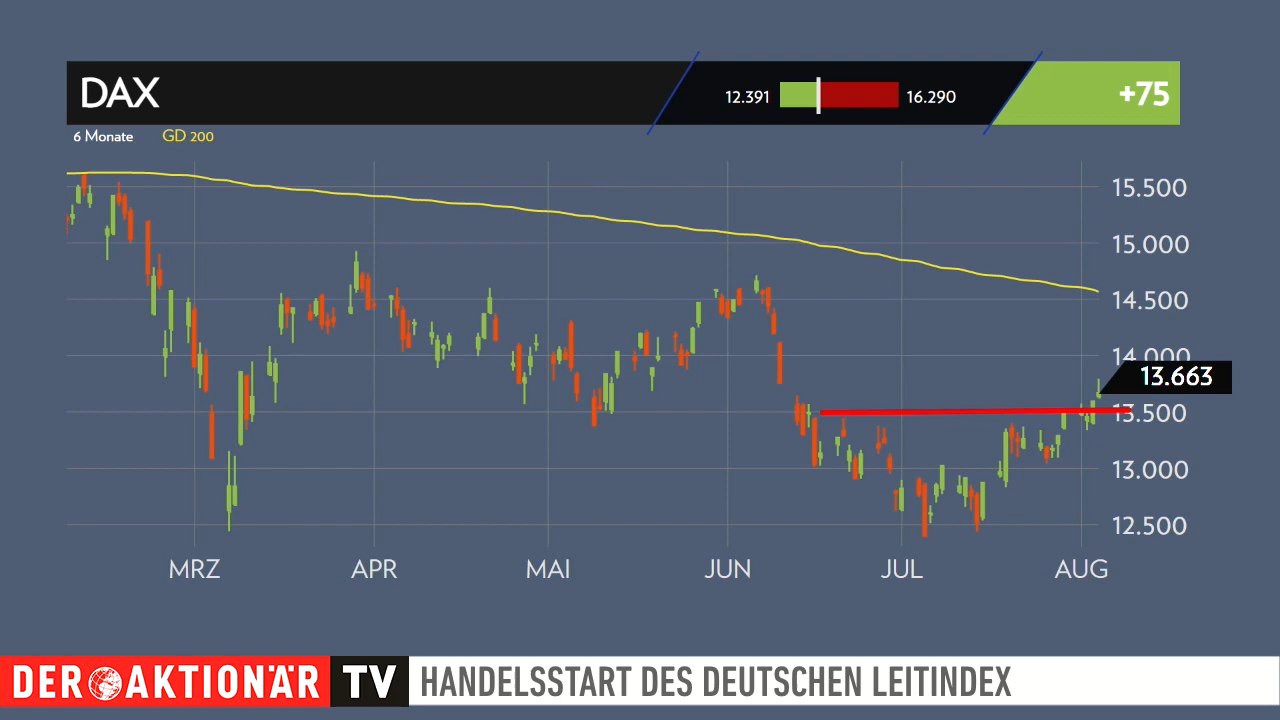 DAX
12.391
16.290
+75
6 Monate GD 200
15.500
15.000
14.500
14.000
13.663
13.500
13.000
12.500
MRZ APR MAI JUN JUL AUG
DER AKTIONÄR TV HANDELSSTART DES DEUTSCHEN LEITINDEX